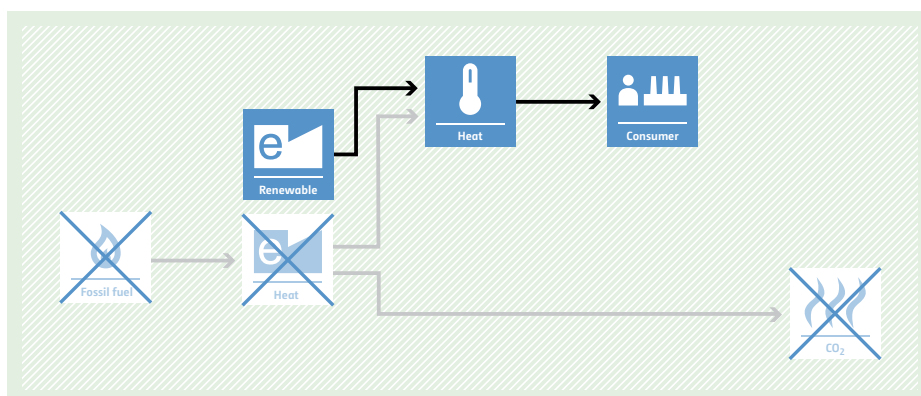 Heat
Consumer
e
Renewable
Fossil fuel
e
Heat
CO₂